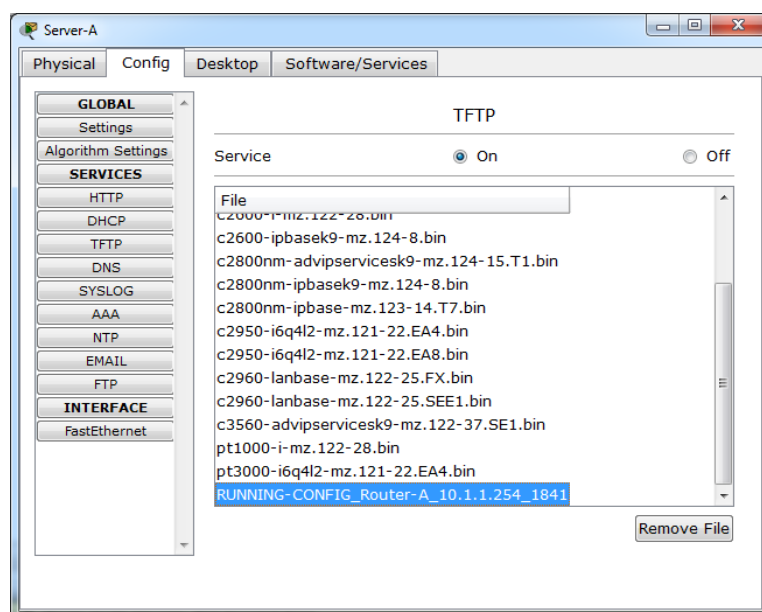 Server-A
Physical Config Desktop Software/Services
GLOBAL
Settings
Algorithm Settings
SERVICES
HTTP
DHCP
TFTP
DNS
SYSLOG
AAA
NTP
EMAIL
FTP
INTERFACE
FastEthernet
TFTP
Service On Off
File
c2600-i-mz.122-28.bin
c2600-ipbasek9-mz.124-8.bin
c2800nm-advipservicesk9-mz.124-15.T1.bin
c2800nm-ipbasek9-mz.124-8.bin
c2800nm-ipbase-mz.123-14.T7.bin
c2950-i6q4l2-mz.121-22.EA4.bin
c2950-i6q4l2-mz.121-22.EA8.bin
c2960-lanbase-mz.122-25.FX.bin
c2960-lanbase-mz.122-25.SEE1.bin
c3560-advipservicesk9-mz.122-37.SE1.bin
pt1000-i-mz.122-28.bin
pt3000-i6q4l2-mz.121-22.EA4.bin
RUNNING-CONFIG_Router-A_10.1.1.254_1841
Remove File